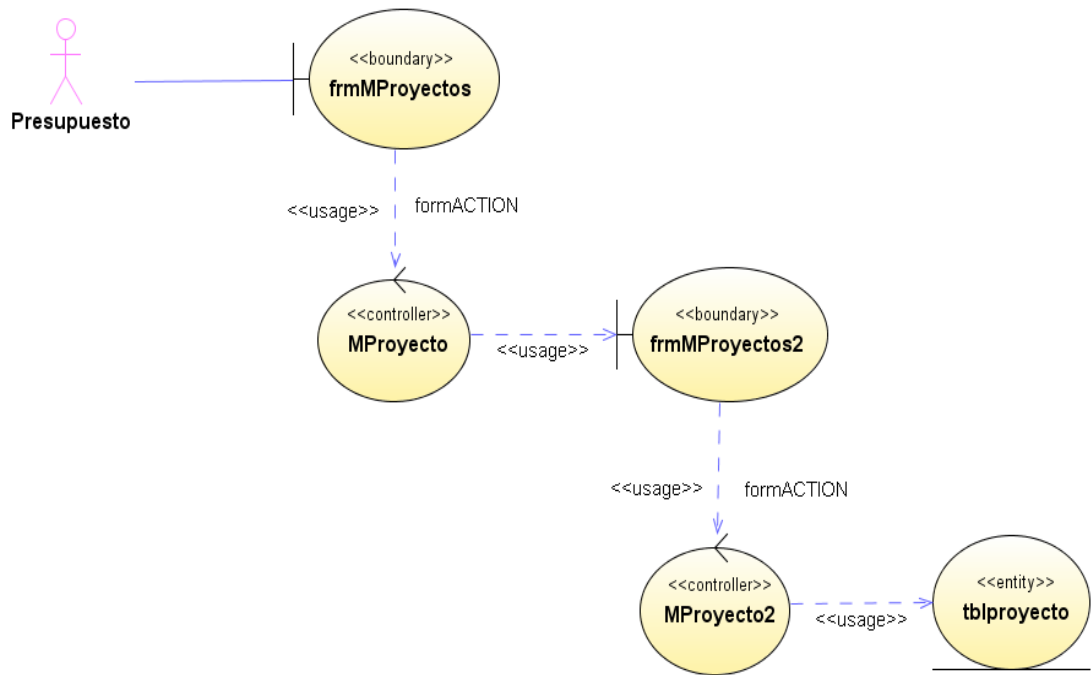 <<boundary>>
frmMProyectos
Presupuesto
<<usage>>
formACTION
<<controller>>
MProyecto
<<usage>>
<<boundary>>
frmMProyectos2
<<usage>>
formACTION
<<controller>>
MProyecto2
<<usage>>
<<entity>>
tblproyecto